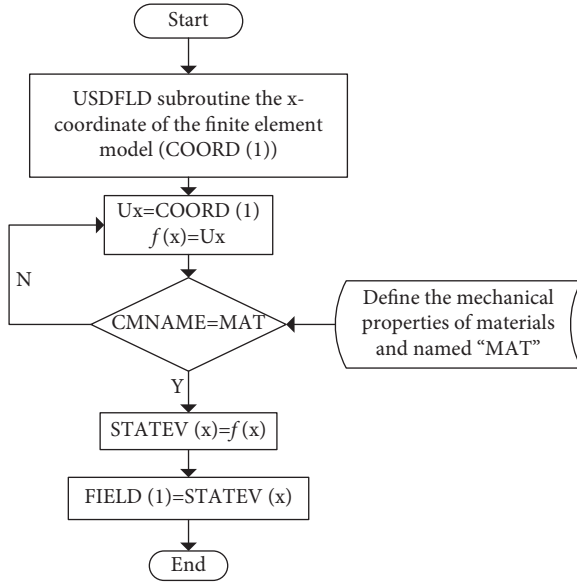 Start
USDFLD subroutine the x-
coordinate of the finite element
model (COORD (1))
Ux=COORD (1)
f(x)=Ux
N
CMNAME=MAT
Define the mechanical
properties of materials
and named “MAT”
Y
STATEV (x)=f(x)
FIELD (1)=STATEV (x)
End